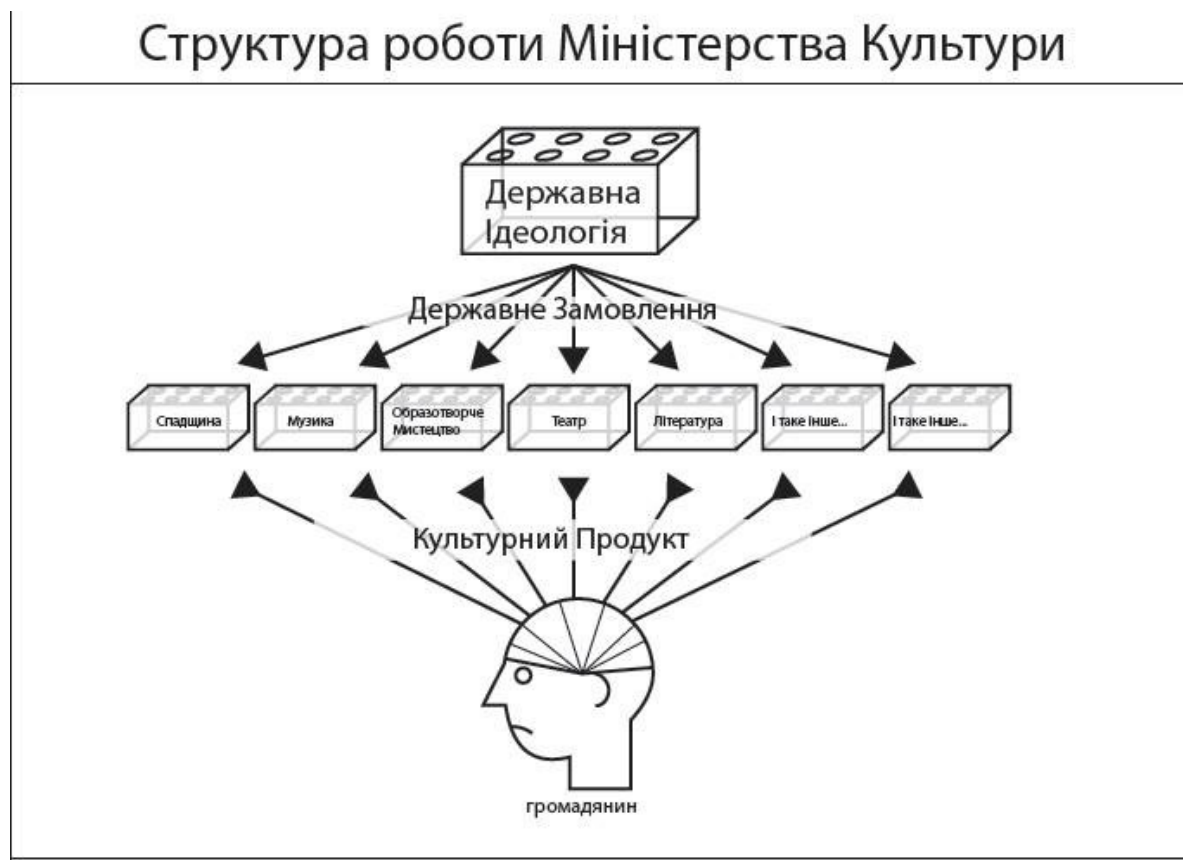 Структура роботи Міністерства Культури
Державна
Ідеологія
Державне Замовлення
Спадщина
Музика
Образотворче
Мистецтво
Театр
Література
І таке Інше...
І таке Інше...
Культурний Продукт
громадянин